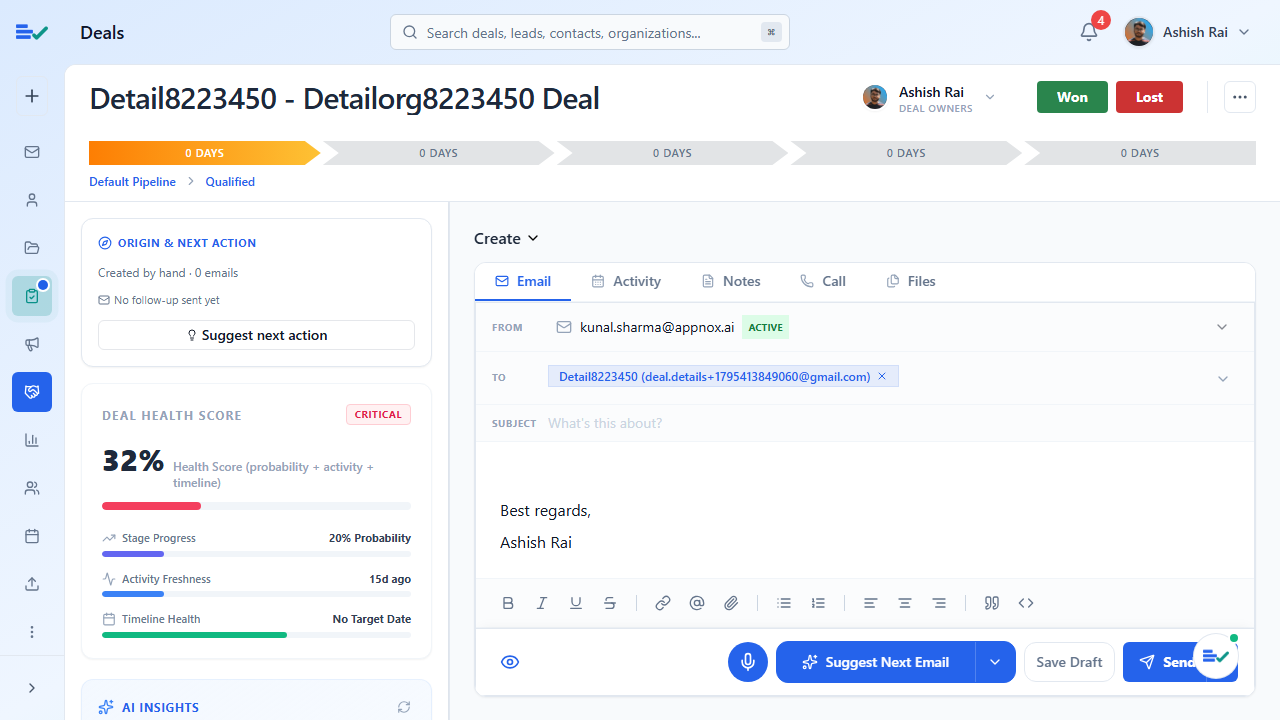 Deals
Search deals, leads, contacts, organizations...
⌘
4
Ashish Rai
Detail8223450 - Detailorg8223450 Deal
Ashish Rai
DEAL OWNERS
Won
Lost
0 DAYS
0 DAYS
0 DAYS
0 DAYS
0 DAYS
Default Pipeline
Qualified
ORIGIN & NEXT ACTION
Created by hand · 0 emails
No follow-up sent yet
Suggest next action
DEAL HEALTH SCORE
CRITICAL
32%
Health Score (probability + activity +
timeline)
Stage Progress
20% Probability
Activity Freshness
15d ago
Timeline Health
No Target Date
AI INSIGHTS
Create
Email
Activity
Notes
Call
Files
FROM
kunal.sharma@appnox.ai
ACTIVE
TO
Detail8223450 (deal.details+1795413849060@gmail.com)
SUBJECT
What's this about?
Best regards,
Ashish Rai
Suggest Next Email
Save Draft
Send